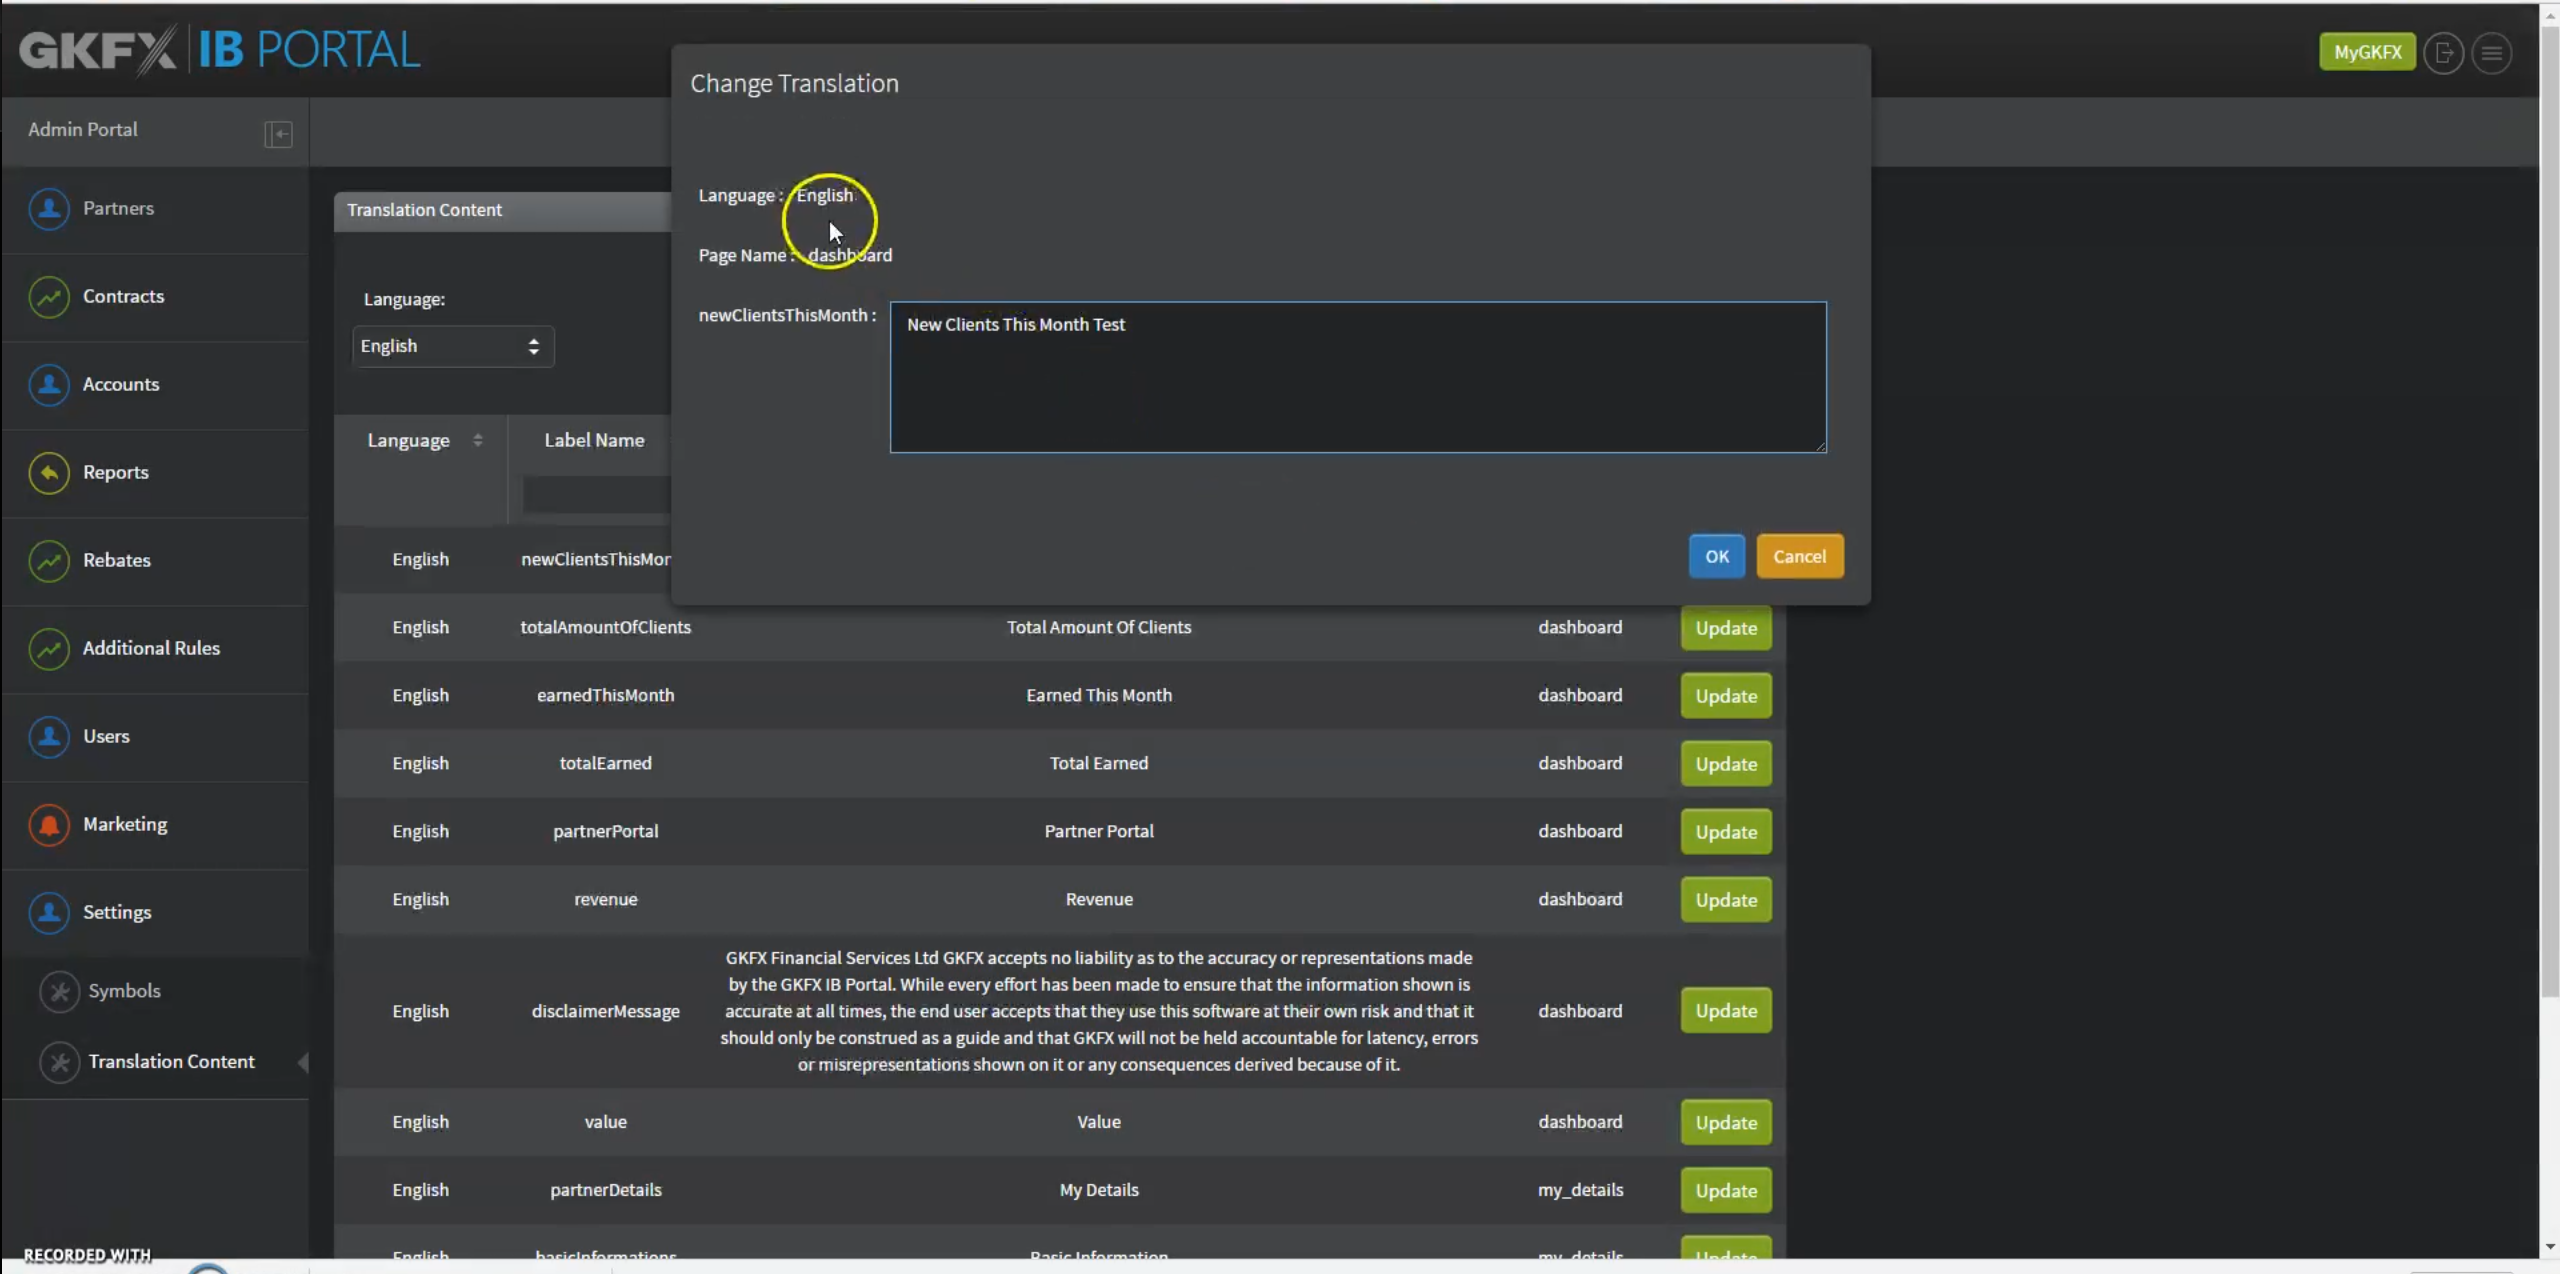 GKFX IB PORTAL
MyGKFX
Change Translation
Admin Portal
Language : English
Partners
Translation Content
Page Name : dashboard
Contracts
Language:
newClientsThisMonth :
New Clients This Month Test
English
Accounts
Language
Label Name
Reports
OK
Cancel
Rebates
English
newClientsThisMon
English
totalAmountOfClients
Total Amount Of Clients
dashboard
Update
Additional Rules
English
earnedThisMonth
Earned This Month
dashboard
Update
Users
English
totalEarned
Total Earned
dashboard
Update
Marketing
English
partnerPortal
Partner Portal
dashboard
Update
Settings
English
revenue
Revenue
dashboard
Update
Symbols
Translation Content
English
disclaimerMessage
GKFX Financial Services Ltd GKFX accepts no liability as to the accuracy or representations made
by the GKFX IB Portal. While every effort has been made to ensure that the information shown is
accurate at all times, the end user accepts that they use this software at their own risk and that it
should only be construed as a guide and that GKFX will not be held accountable for latency, errors
or misrepresentations shown on it or any consequences derived because of it.
dashboard
Update
English
value
Value
dashboard
Update
English
partnerDetails
My Details
my_details
Update
English
basicInformations
Basic Information
my_details
Update
RECORDED WITH